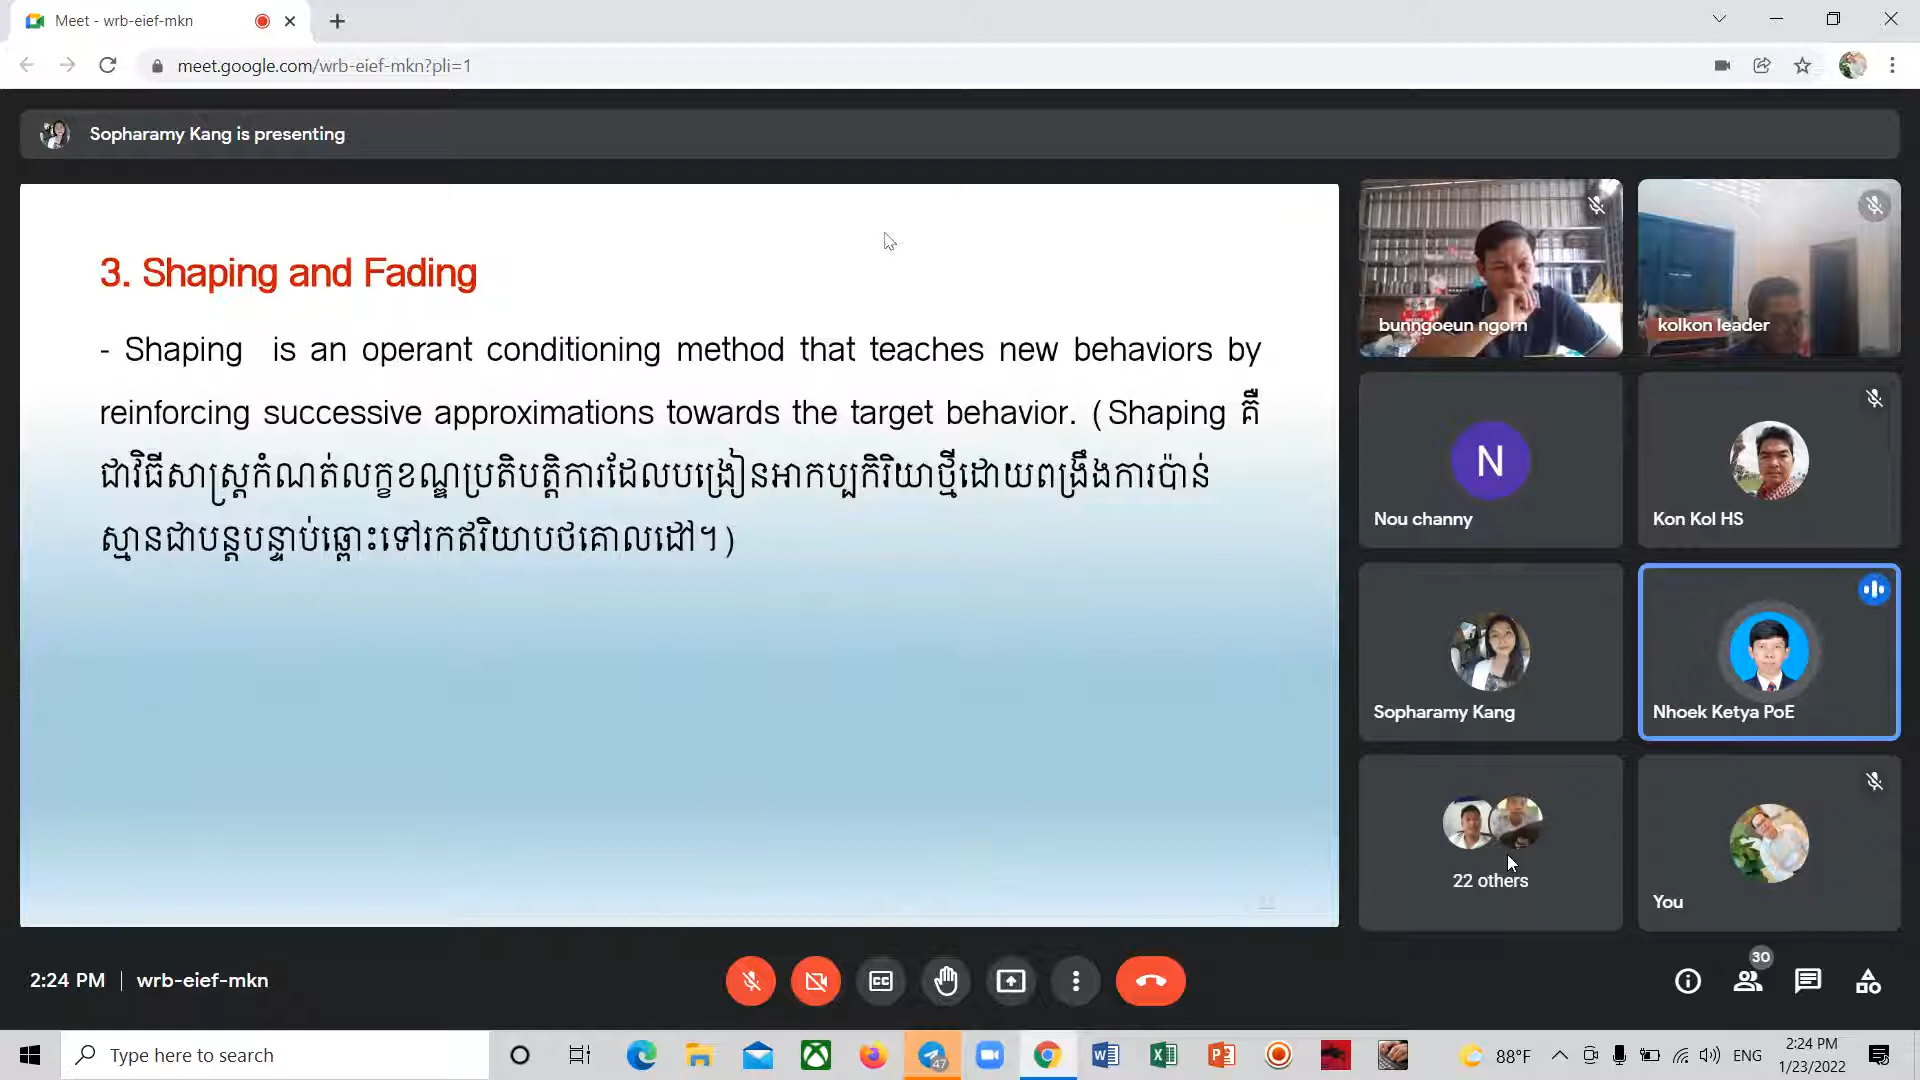 Meet - wrb-eief-mkn
meet.google.com/wrb-eief-mkn?pli=1
Sopharamy Kang is presenting
3. Shaping and Fading
- Shaping is an operant conditioning method that teaches new behaviors by
reinforcing successive approximations towards the target behavior. (Shaping គឺ
ជាវិធីសាស្ត្រកំណត់លក្ខខណ្ឌប្រតិបត្តិការដែលបង្រៀនអាកប្បកិរិយាថ្មីដោយពង្រឹងការប៉ាន់
ស្មានជាបន្តបន្ទាប់ឆ្ពោះទៅរកឥរិយាបថគោលដៅ។)
bunngoeun ngorn
kolkon leader
N
Nou channy
Kon Kol HS
Sopharamy Kang
Nhoek Ketya PoE
22 others
You
2:24 PM | wrb-eief-mkn
CC
30
Type here to search
47
88°F
ENG
2:24 PM
1/23/2022